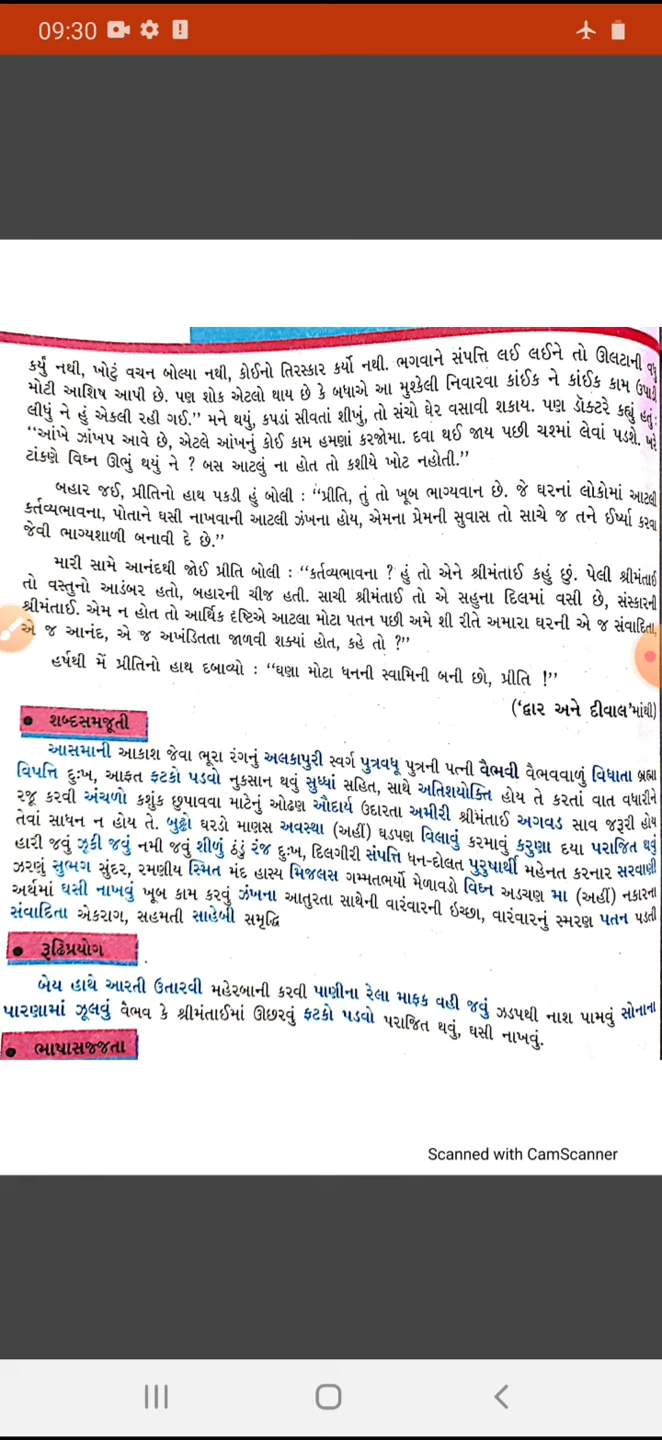 09:30
કર્યું નથી, ખોટું વચન બોલ્યા નથી, કોઈનો તિરસ્કાર કર્યો નથી. ભગવાને સંપત્તિ લઈ લઈને તો ઊલટાની વધુ
મોટી આશિષ આપી છે. પણ શોક એટલો થાય છે કે બધાએ આ મુશ્કેલી નિવારવા કાંઈક ને કાંઈક કામ ઉપાડી
લીધું ને હું એકલી રહી ગઈ.” મને થયું, કપડાં સીવતાં શીખું, તો સંચો ઘેર વસાવી શકાય. પણ ડૉક્ટરે કહ્યું હતું :
“આંખે ઝાંખપ આવે છે, એટલે આંખનું કોઈ કામ હમણાં કરજોમા. દવા થઈ જાય પછી ચશ્માં લેવાં પડશે. ખરે
ટાંકણે વિઘ્ન ઊભું થયું ને ? બસ આટલું ના હોત તો કશીયે ખોટ નહોતી.”
બહાર જઈ, પ્રીતિનો હાથ પકડી હું બોલી : “પ્રીતિ, તું તો ખૂબ ભાગ્યવાન છે. જે ઘરનાં લોકોમાં આટલી
કર્તવ્યભાવના, પોતાને ઘસી નાખવાની આટલી ઝંખના હોય, એમના પ્રેમની સુવાસ તો સાચે જ તને ઈર્ષ્યા કરવા
જેવી ભાગ્યશાળી બનાવી દે છે.”
મારી સામે આનંદથી જોઈ પ્રીતિ બોલી : “કર્તવ્યભાવના ? હું તો એને શ્રીમંતાઈ કહું છું. પેલી શ્રીમંતાઈ
તો વસ્તુનો આડંબર હતો, બહારની ચીજ હતી. સાચી શ્રીમંતાઈ તો એ સહુના દિલમાં વસી છે, સંસ્કારની
શ્રીમંતાઈ. એમ ન હોત તો આર્થિક દૃષ્ટિએ આટલા મોટા પતન પછી અમે શી રીતે અમારા ઘરની એ જ સંવાદિતા,
એ જ આનંદ, એ જ અખંડિતતા જાળવી શક્યાં હોત, કહે તો ?”
હર્ષથી મેં પ્રીતિનો હાથ દબાવ્યો : “ઘણા મોટા ધનની સ્વામિની બની છો, પ્રીતિ !”
(‘દ્વાર અને દીવાલ’માંથી)
• શબ્દસમજૂતી
આસમાની આકાશ જેવા ભૂરા રંગનું અલકાપુરી સ્વર્ગ પુત્રવધૂ પુત્રની પત્ની વૈભવી વૈભવવાળું વિધાતા બ્રહ્મા
વિપત્તિ દુઃખ, આફત ફટકો પડવો નુકસાન થવું સુધ્ધાં સહિત, સાથે અતિશયોક્તિ હોય તે કરતાં વાત વધારીને
રજૂ કરવી અંચળો કશુંક છુપાવવા માટેનું ઓઢણ ઔદાર્ય ઉદારતા અમીરી શ્રીમંતાઈ અગવડ સાવ જરૂરી હોય
તેવાં સાધન ન હોય તે. બુઢ્ઢો ઘરડો માણસ અવસ્થા (અહીં) ઘડપણ વિલાવું કરમાવું કરુણા દયા પરાજિત થવું
હારી જવું ઝૂકી જવું નમી જવું શીળું ઠંડું રંજ દુઃખ, દિલગીરી સંપત્તિ ધન-દોલત પુરુષાર્થી મહેનત કરનાર સરવાણી
ઝરણું સુભગ સુંદર, રમણીય સ્મિત મંદ હાસ્ય મિજલસ ગમ્મતભર્યો મેળાવડો વિઘ્ન અડચણ મા (અહીં) નકારના
અર્થમાં ઘસી નાખવું ખૂબ કામ કરવું ઝંખના આતુરતા સાથેની વારંવારની ઇચ્છા, વારંવારનું સ્મરણ પતન પડતી
સંવાદિતા એકરાગ, સહમતી સાહેબી સમૃદ્ધિ
• રૂઢિપ્રયોગ
બેય હાથે આરતી ઉતારવી મહેરબાની કરવી પાણીના રેલા માફક વહી જવું ઝડપથી નાશ પામવું સોનાના
પારણામાં ઝૂલવું વૈભવ કે શ્રીમંતાઈમાં ઊછરવું ફટકો પડવો પરાજિત થવું, ઘસી નાખવું.
• ભાષાસજ્જતા
Scanned with CamScanner